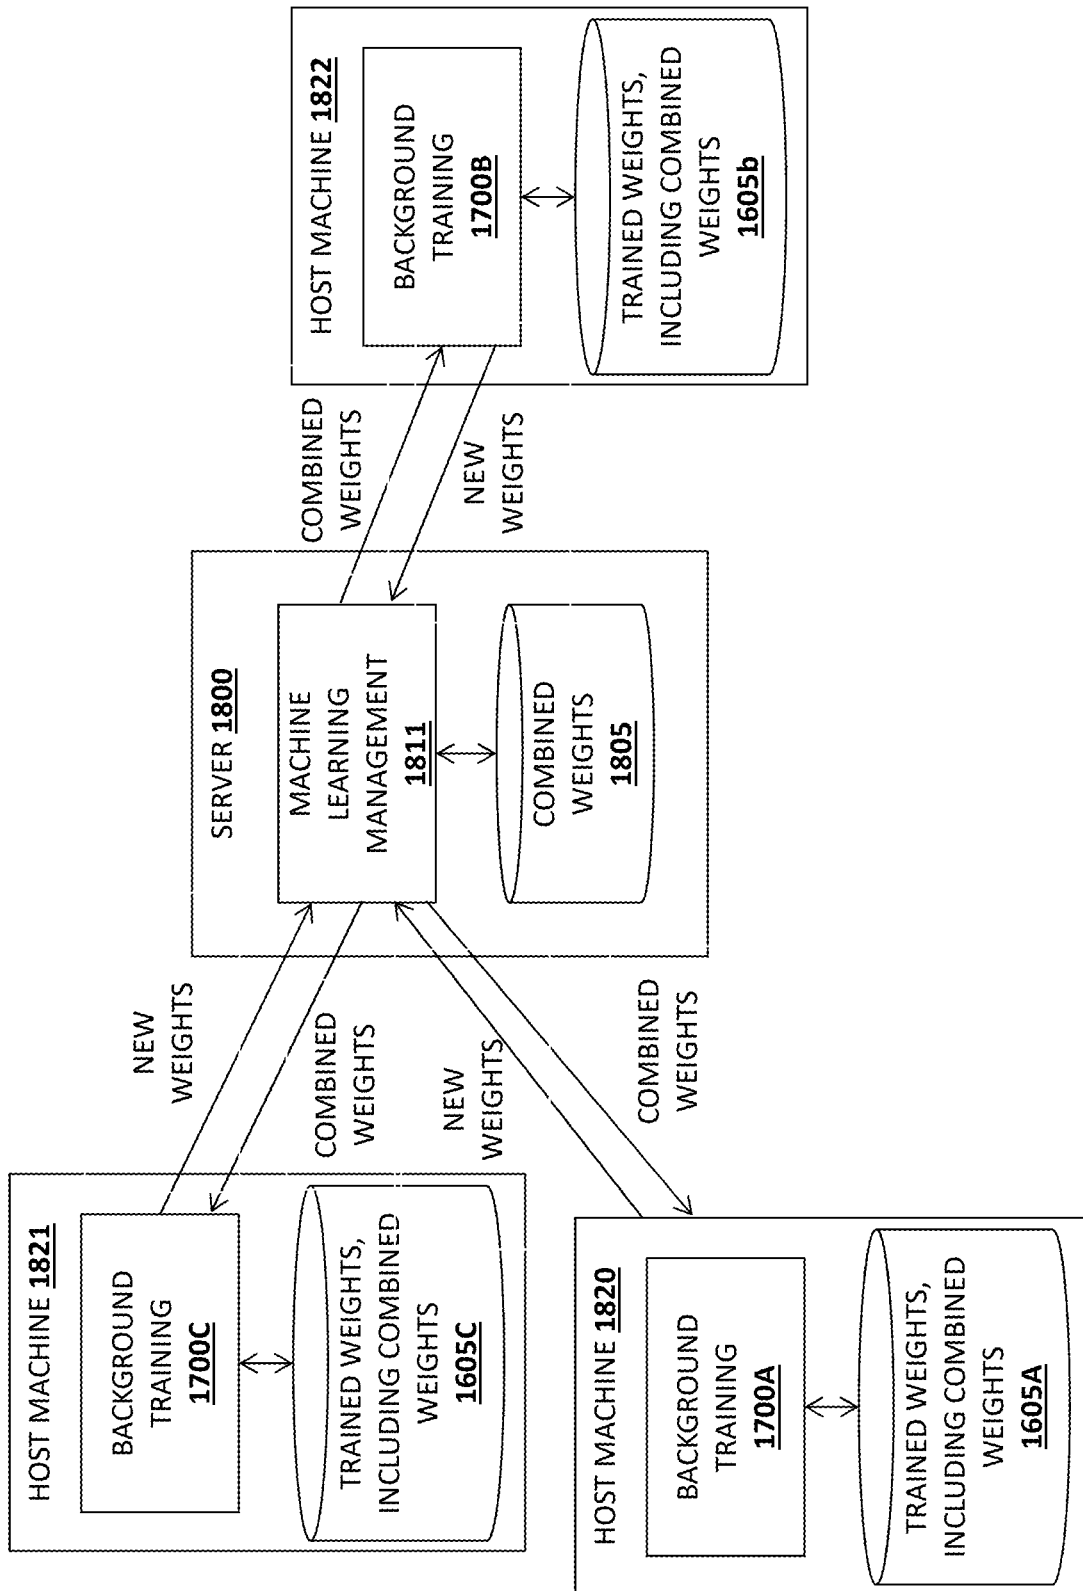 HOST MACHINE 1821
BACKGROUND
TRAINING
1700C
TRAINED WEIGHTS,
INCLUDING COMBINED
WEIGHTS
1605C
HOST MACHINE 1820
BACKGROUND
TRAINING
1700A
TRAINED WEIGHTS,
INCLUDING COMBINED
WEIGHTS
1605A
NEW
WEIGHTS
COMBINED
WEIGHTS
NEW
WEIGHTS
COMBINED
WEIGHTS
SERVER 1800
MACHINE
LEARNING
MANAGEMENT
1811
COMBINED
WEIGHTS
1805
COMBINED
WEIGHTS
NEW
WEIGHTS
HOST MACHINE 1822
BACKGROUND
TRAINING
1700B
TRAINED WEIGHTS,
INCLUDING COMBINED
WEIGHTS
1605b